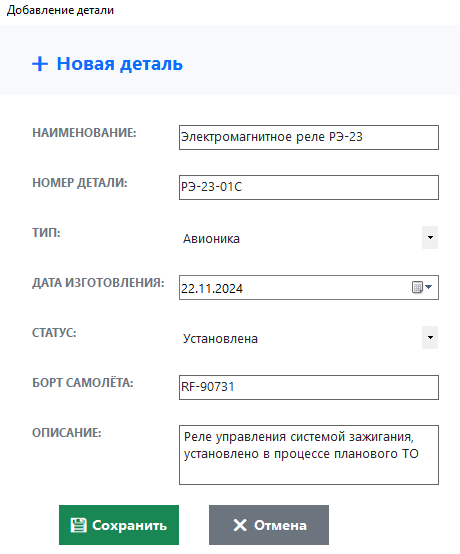 Добавление детали
+ Новая деталь
НАИМЕНОВАНИЕ: Электромагнитное реле РЭ-23
НОМЕР ДЕТАЛИ: РЭ-23-01С
ТИП: Авионика
ДАТА ИЗГОТОВЛЕНИЯ: 22.11.2024
СТАТУС: Установлена
БОРТ САМОЛЁТА: RF-90731
ОПИСАНИЕ: Реле управления системой зажигания,
установлено в процессе планового ТО
Сохранить Отмена